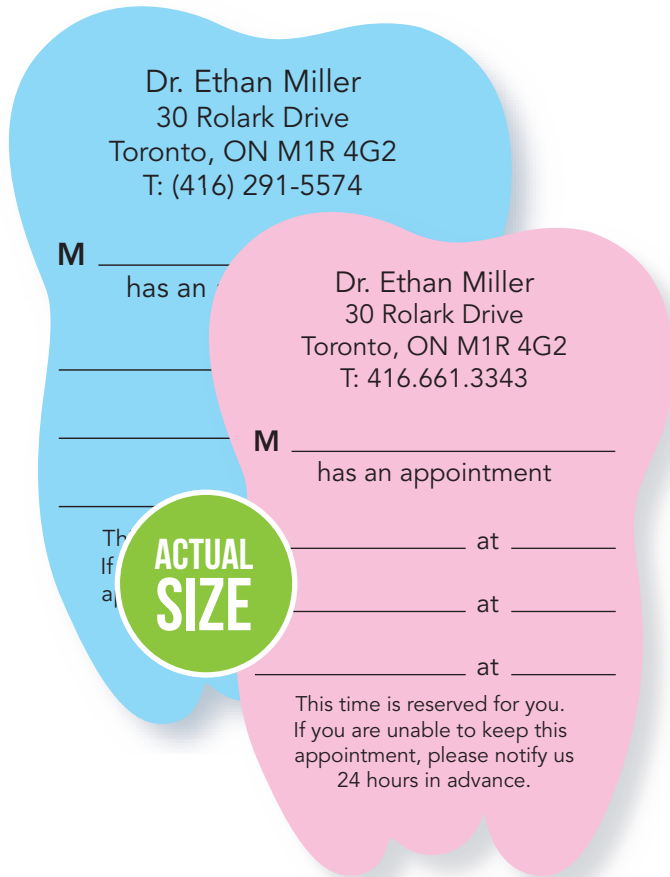 Dr. Ethan Miller
30 Rolark Drive
Toronto, ON M1R 4G2
T: (416) 291-5574
M
has an
If
Dr. Ethan Miller
30 Rolark Drive
Toronto, ON M1R 4G2
T: 416.661.3343
M
has an appointment
at
at
at
This time is reserved for you.
If you are unable to keep this
appointment, please notify us
24 hours in advance.
ACTUAL
SIZE